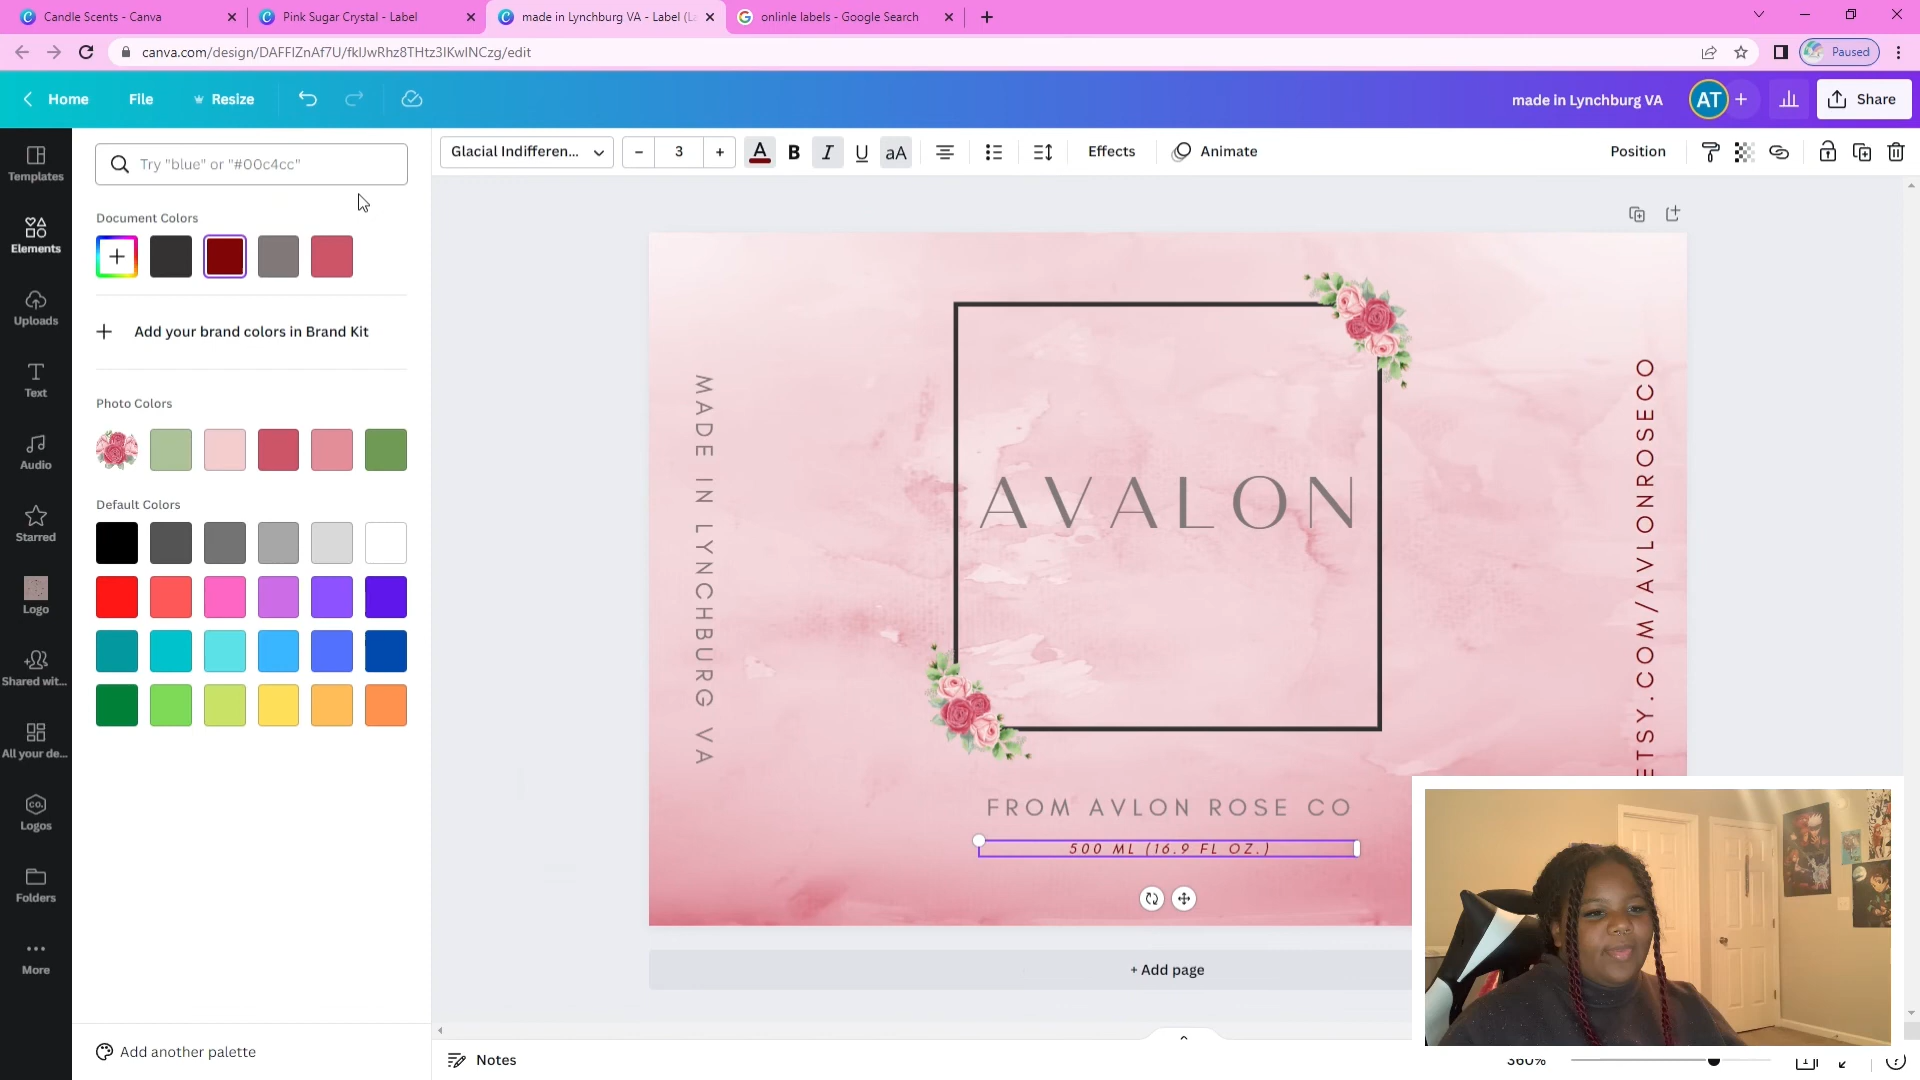 Candle Scents - Canva
Pink Sugar Crystal - Label
made in Lynchburg VA - Label (L
onlinle labels - Google Search
canva.com/design/DAFFIZnAf7U/fklJwRhz8THtz3IKwINCzg/edit
Paused
Home
File
Resize
made in Lynchburg VA
AT
Share
Templates
Elements
Uploads
Text
Audio
Starred
Logo
Shared wit...
All your de...
Logos
Folders
More
Try "blue" or "#00c4cc"
Document Colors
Add your brand colors in Brand Kit
Photo Colors
Default Colors
Add another palette
Glacial Indifferen...
3
A
B
I
U
aA
Effects
Animate
Position
MADE IN LYNCHBURG VA
AVALON
FROM AVLON ROSE CO
500 ML (16.9 FL OZ.)
ETSY.COM/AVLONROSECO
+ Add page
Notes
360%
1